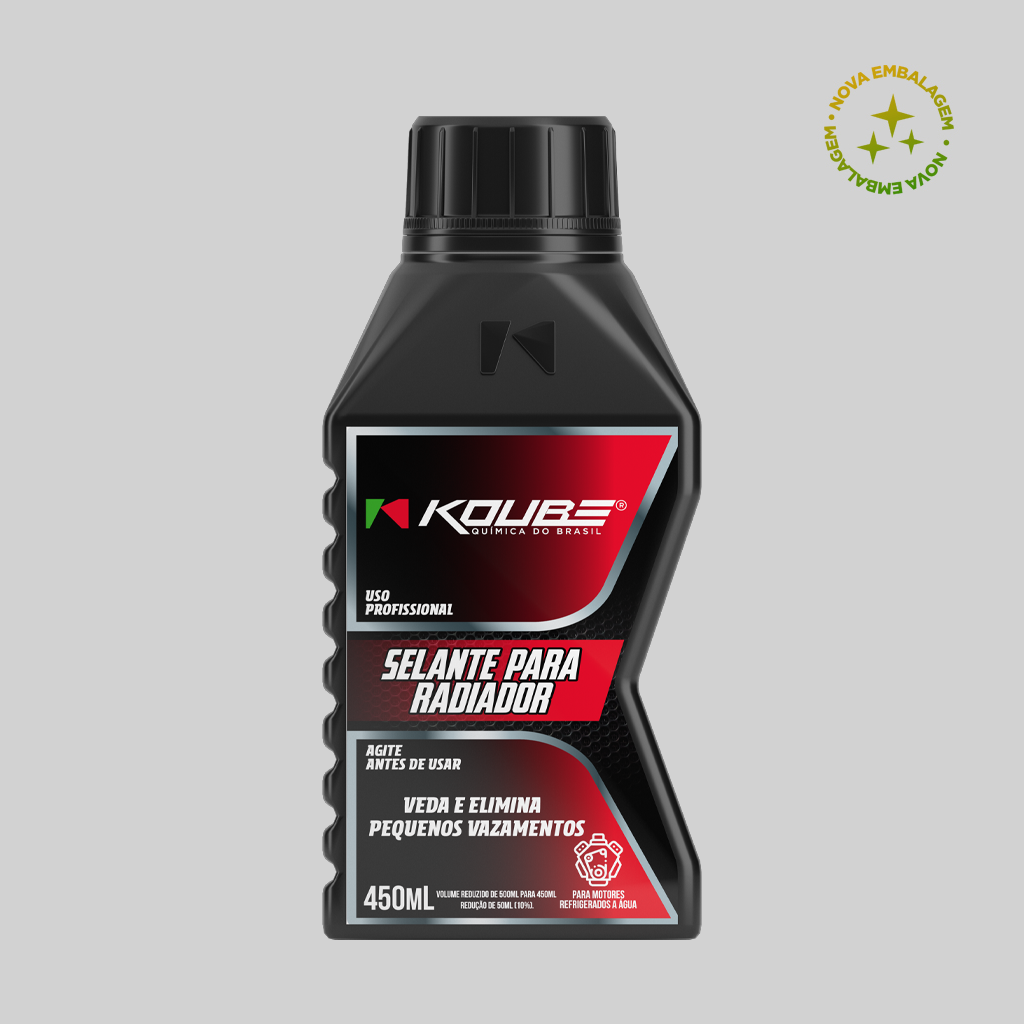 • NOVA EMBALAGEM • NOVA EMBALAGEM
KOUBE®
QUÍMICA DO BRASIL
USO
PROFISSIONAL
SELANTE PARA
RADIADOR
AGITE
ANTES DE USAR
VEDA E ELIMINA
PEQUENOS VAZAMENTOS
450ML
VOLUME REDUZIDO DE 500ML PARA 450ML
REDUÇÃO DE 50ML (10%).
PARA MOTORES
REFRIGERADOS A ÁGUA